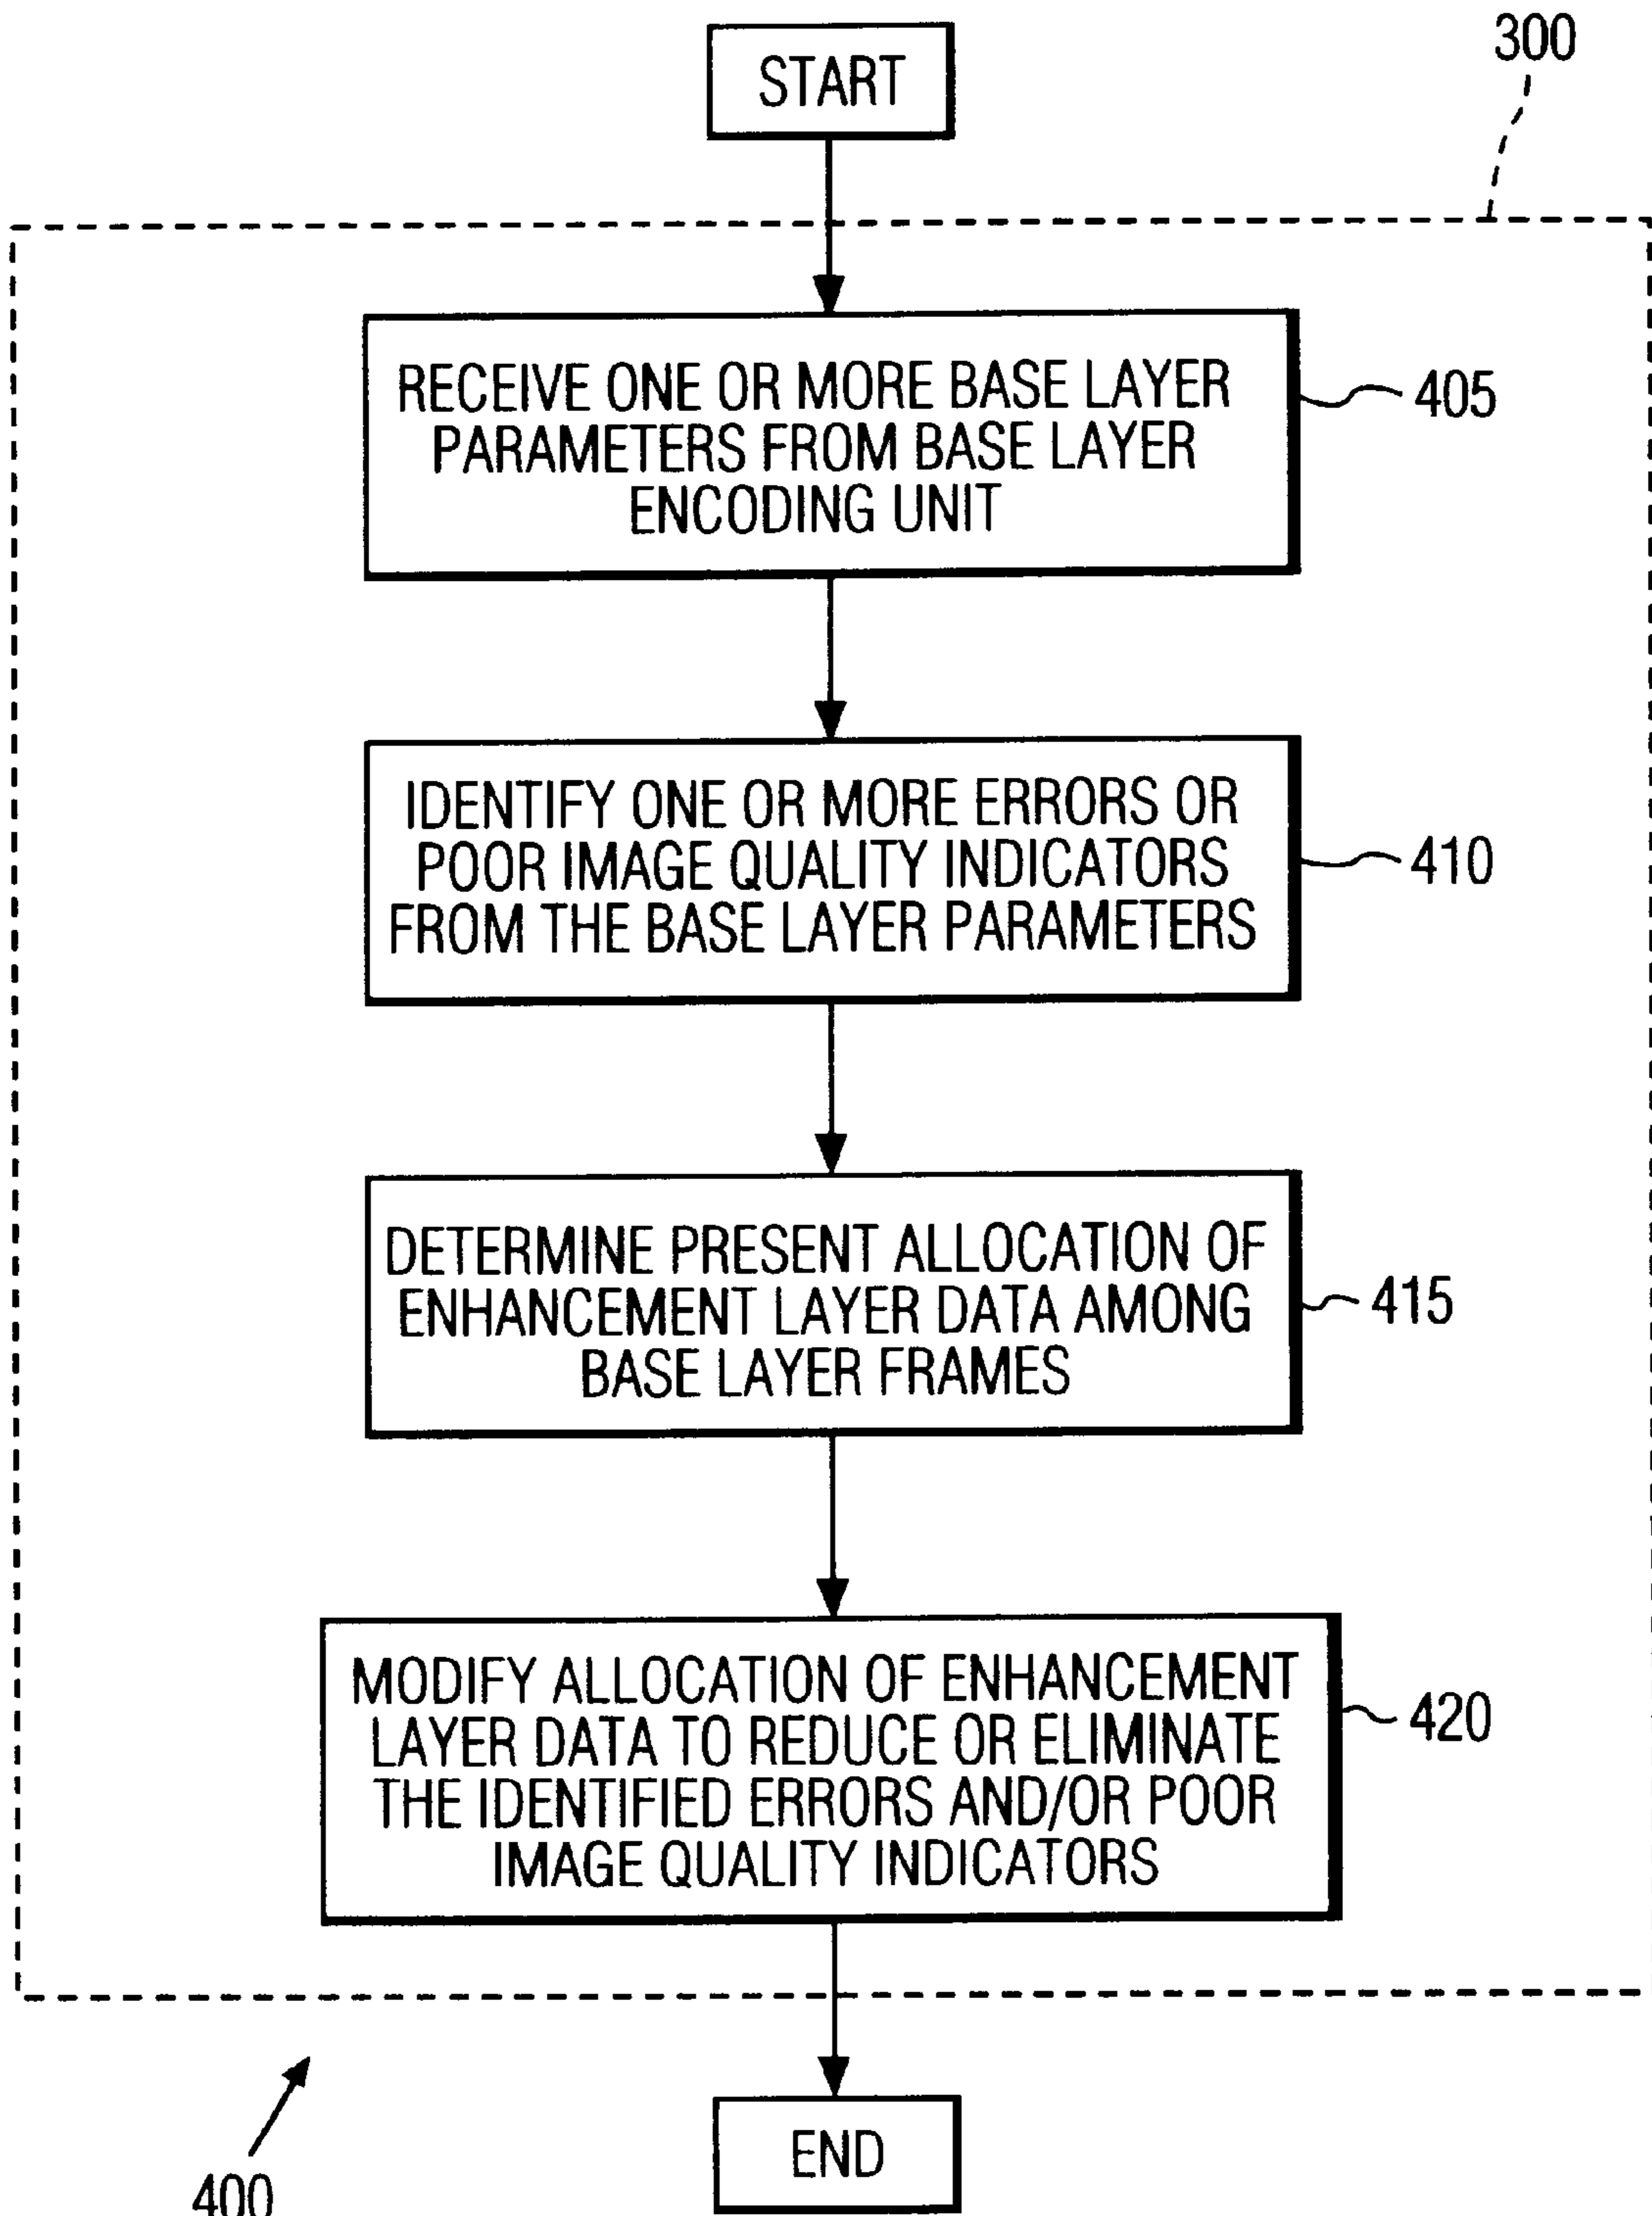 300
START
RECEIVE ONE OR MORE BASE LAYER
PARAMETERS FROM BASE LAYER
ENCODING UNIT
405
IDENTIFY ONE OR MORE ERRORS OR
POOR IMAGE QUALITY INDICATORS
FROM THE BASE LAYER PARAMETERS
410
DETERMINE PRESENT ALLOCATION OF
ENHANCEMENT LAYER DATA AMONG
BASE LAYER FRAMES
415
MODIFY ALLOCATION OF ENHANCEMENT
LAYER DATA TO REDUCE OR ELIMINATE
THE IDENTIFIED ERRORS AND/OR POOR
IMAGE QUALITY INDICATORS
420
END
400